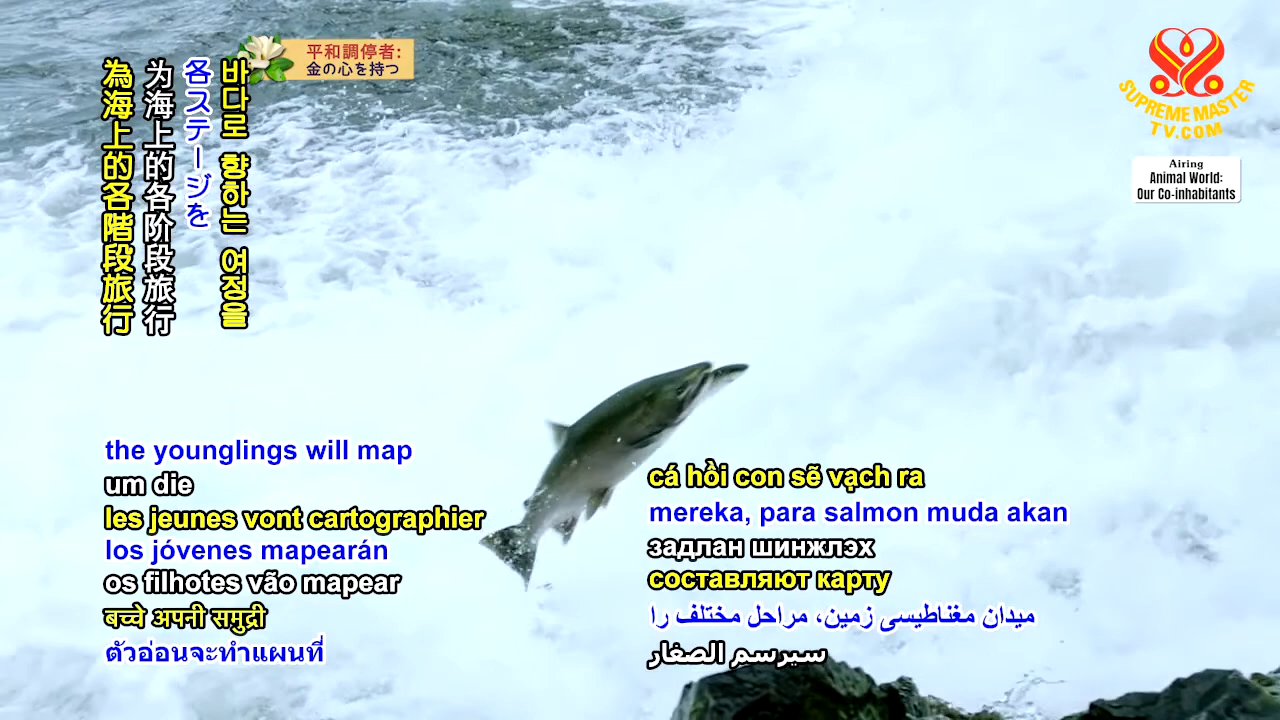 平和調停者:
金の心を持つ
SUPREME MASTER
TV.COM
Airing
Animal World:
Our Co-inhabitants
바다로 향하는 여정을
各ステージを
为海上的各阶段旅行
為海上的各階段旅行
the younglings will map
um die
les jeunes vont cartographier
los jóvenes mapearán
os filhotes vão mapear
बच्चे अपनी समुद्री
ตัวอ่อนจะทำแผนที่
cá hồi con sẽ vạch ra
mereka, para salmon muda akan
задлан шинжлэх
составляют карту
میدان مغناطیسی زمین، مراحل مختلف را
سيرسم الصغار